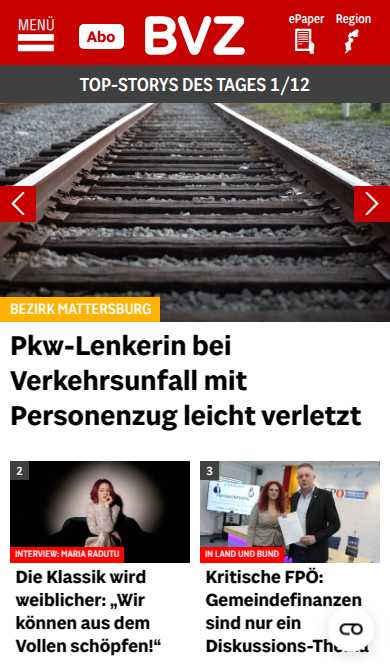 MENÜ
Abo
BVZ
ePaper
Region
TOP-STORYS DES TAGES 1/12
BEZIRK MATTERSBURG
Pkw-Lenkerin bei
Verkehrsunfall mit
Personenzug leicht verletzt
2
INTERVIEW: MARIA RADUTU
Die Klassik wird
weiblicher: „Wir
können aus dem
Vollen schöpfen!“
3
IN LAND UND BUND
Kritische FPÖ:
Gemeindefinanzen
sind nur ein
Diskussions-Thema